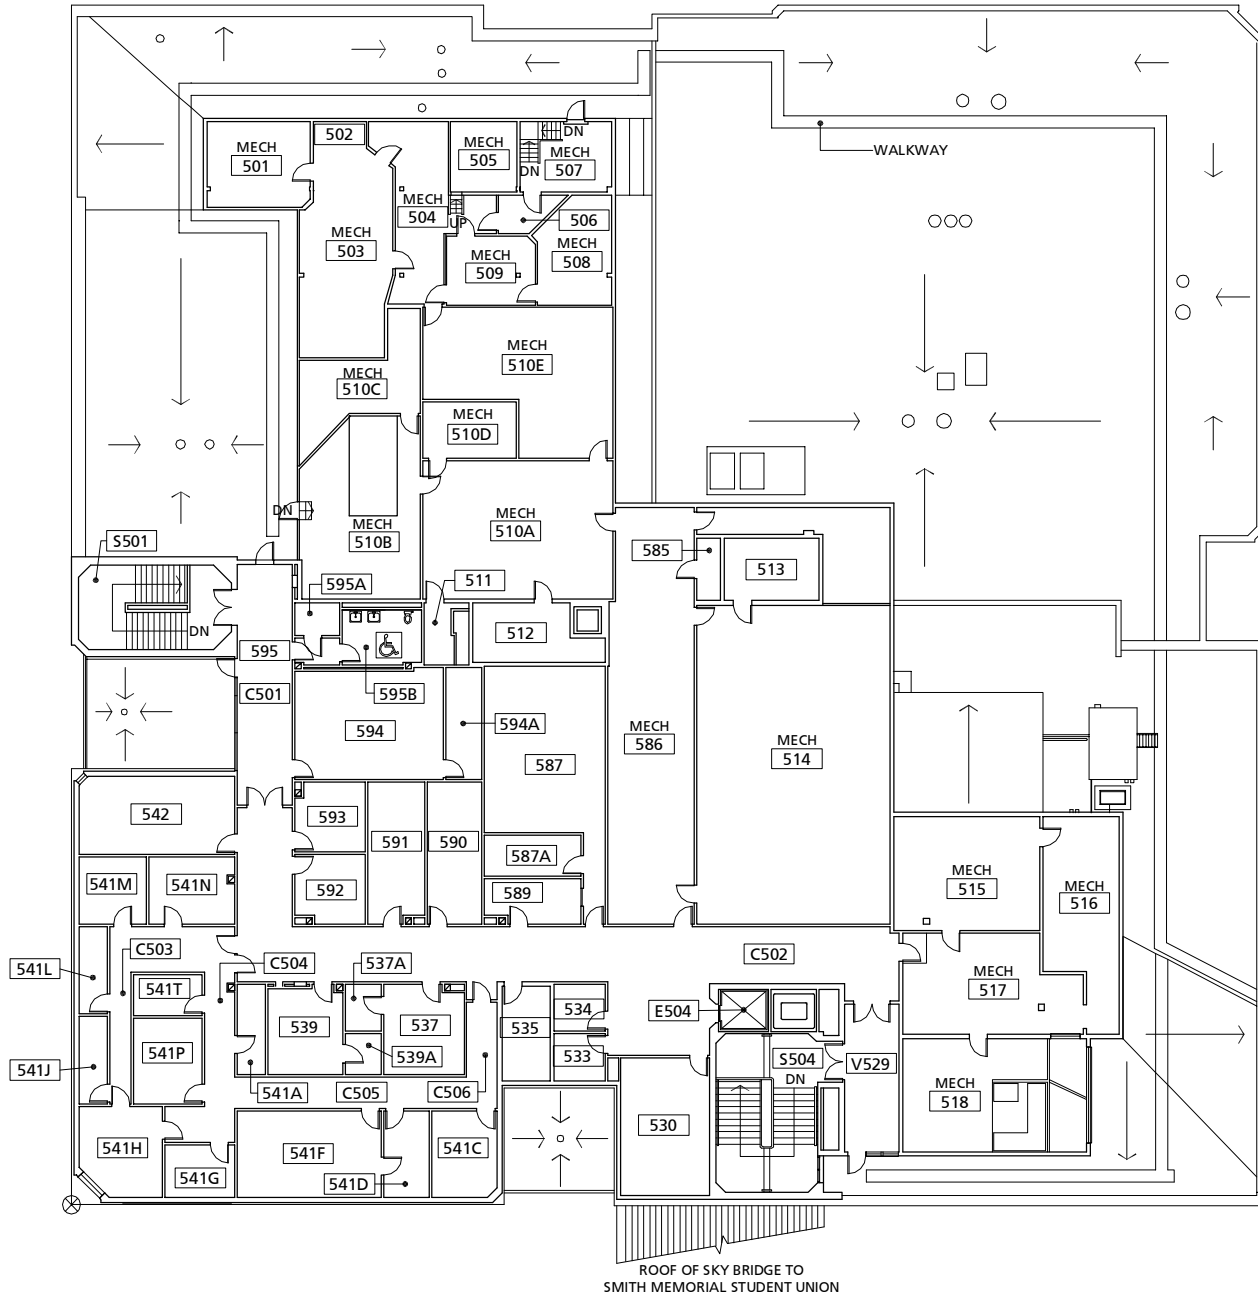 502
MECH
501
MECH
505
DN
MECH
507
DN
WALKWAY
MECH
504
UP
506
MECH
503
MECH
508
MECH
509
MECH
510E
MECH
510C
MECH
510D
DN
MECH
510B
MECH
510A
S501
585
513
595A
511
DN
512
595
C501
595B
594
594A
587
MECH
586
MECH
514
542
593
591
590
587A
541M
541N
592
589
MECH
515
MECH
516
C503
C504
537A
C502
541L
541T
534
E504
MECH
517
539
537
535
541P
539A
533
S504
V529
541J
541A
C505
C506
DN
MECH
518
530
541H
541F
541C
541G
541D
ROOF OF SKY BRIDGE TO
SMITH MEMORIAL STUDENT UNION